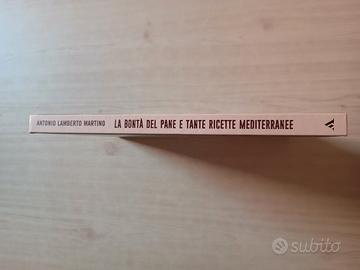 ANTONIO LAMBERTO MARTINO LA BONTÀ DEL PANE E TANTE RICETTE MEDITERRANEE
subito